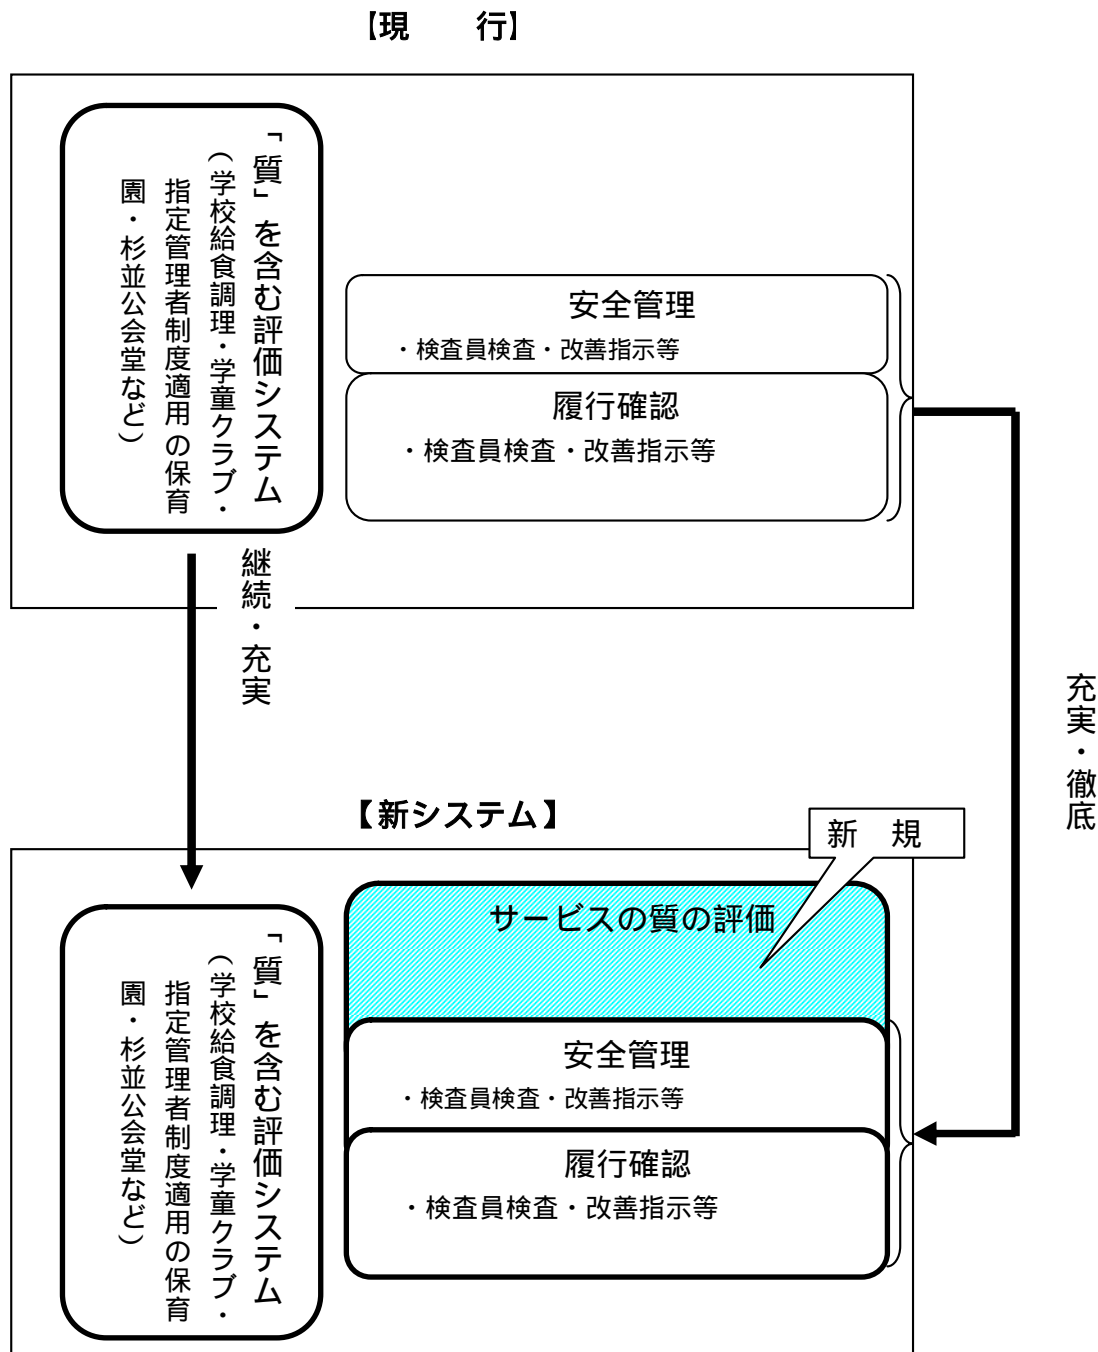 【現　　行】
「質」を含む評価システム
(学校給食調理・学童クラブ・
指定管理者制度適用の保育
園・杉並公会堂など)
安全管理
・検査員検査・改善指示等
履行確認
・検査員検査・改善指示等
継続・充実
充実・徹底
【新システム】
新　規
「質」を含む評価システム
(学校給食調理・学童クラブ・
指定管理者制度適用の保育
園・杉並公会堂など)
サービスの質の評価
安全管理
・検査員検査・改善指示等
履行確認
・検査員検査・改善指示等